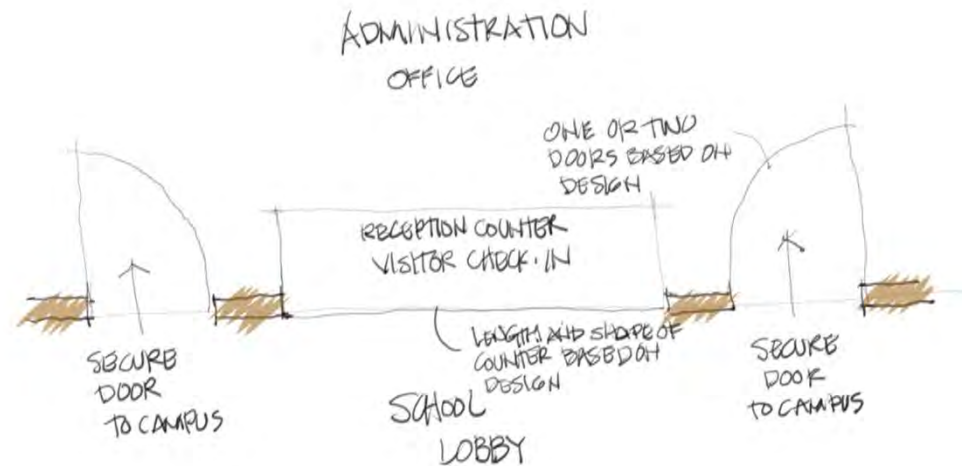 ADMINISTRATION
OFFICE
ONE OR TWO
DOORS BASED ON
DESIGN
RECEPTION COUNTER
VISITOR CHECK-IN
SECURE
DOOR
TO CAMPUS
LENGTH AND SHAPE OF
COUNTER BASED ON
DESIGN
SECURE
DOOR
TO CAMPUS
SCHOOL
LOBBY